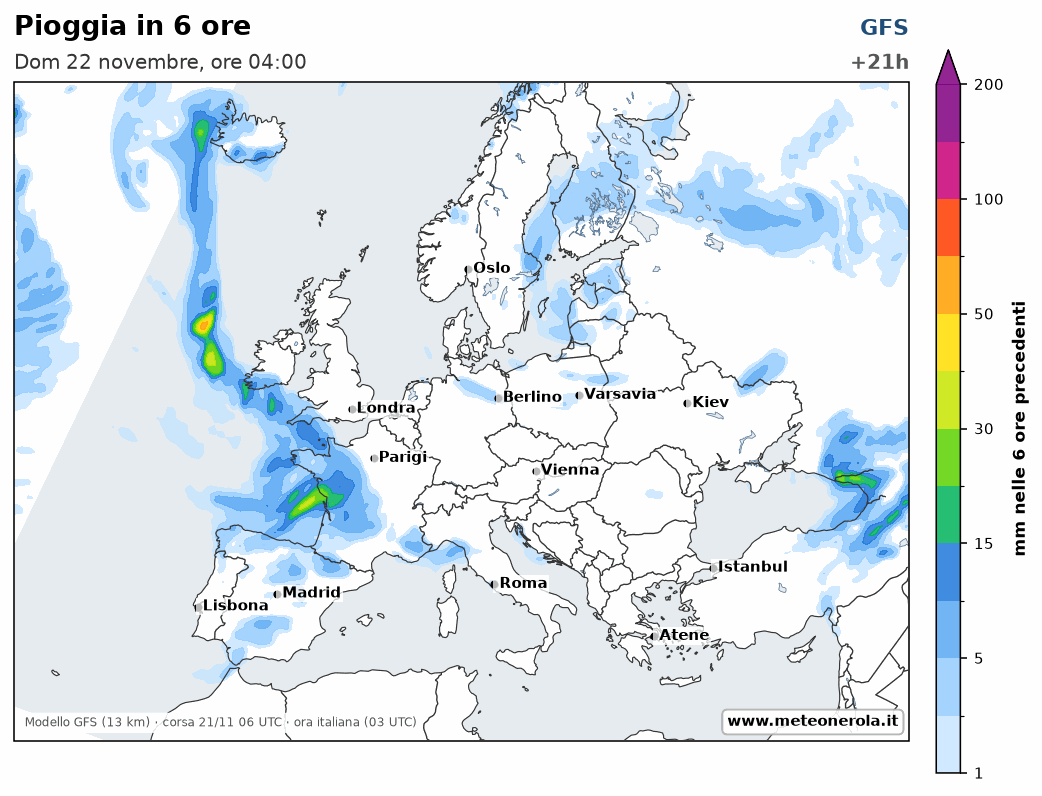 Pioggia in 6 ore
GFS
Dom 22 novembre, ore 04:00
+21h
200
100
50
30
15
5
1
mm nelle 6 ore precedenti
Oslo
Berlino
Varsavia
Kiev
Londra
Parigi
Vienna
Istanbul
Roma
Madrid
Lisbona
Atene
Modello GFS (13 km) · corsa 21/11 06 UTC · ora italiana (03 UTC)
www.meteonerola.it